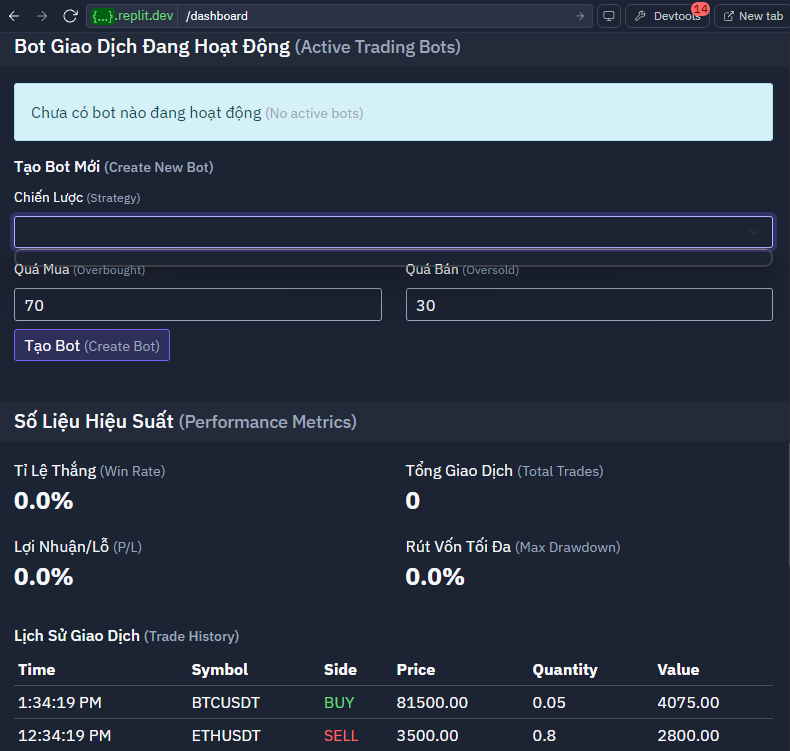 {...}.replit.dev /dashboard Devtools 14 New tab
Bot Giao Dịch Đang Hoạt Động (Active Trading Bots)
Chưa có bot nào đang hoạt động (No active bots)
Tạo Bot Mới (Create New Bot)
Chiến Lược (Strategy)
Quá Mua (Overbought) Quá Bán (Oversold)
70 30
Tạo Bot (Create Bot)
Số Liệu Hiệu Suất (Performance Metrics)
Tỉ Lệ Thắng (Win Rate) Tổng Giao Dịch (Total Trades)
0.0% 0
Lợi Nhuận/Lỗ (P/L) Rút Vốn Tối Đa (Max Drawdown)
0.0% 0.0%
Lịch Sử Giao Dịch (Trade History)
Time Symbol Side Price Quantity Value
1:34:19 PM BTCUSDT BUY 81500.00 0.05 4075.00
12:34:19 PM ETHUSDT SELL 3500.00 0.8 2800.00